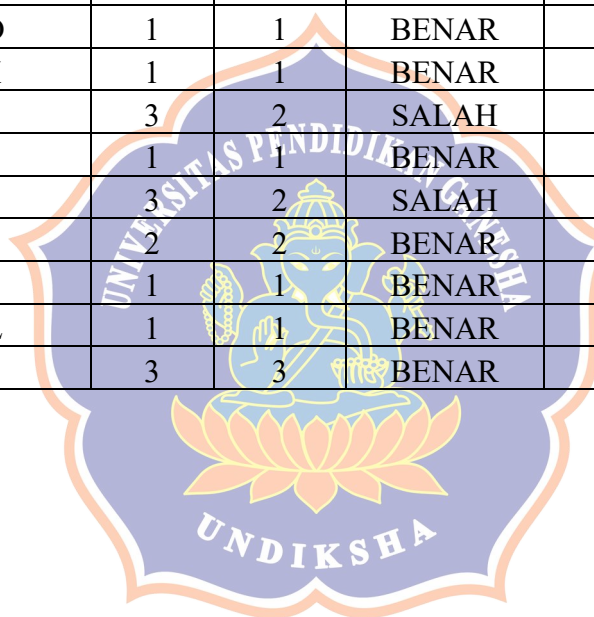 1 1 BENAR
1 1 BENAR
3 2 SALAH
1 1 BENAR
3 2 SALAH
2 2 BENAR
1 1 BENAR
1 1 BENAR
3 3 BENAR
UNIVERSITAS PENDIDIKAN GANESHA
UNDIKSHA